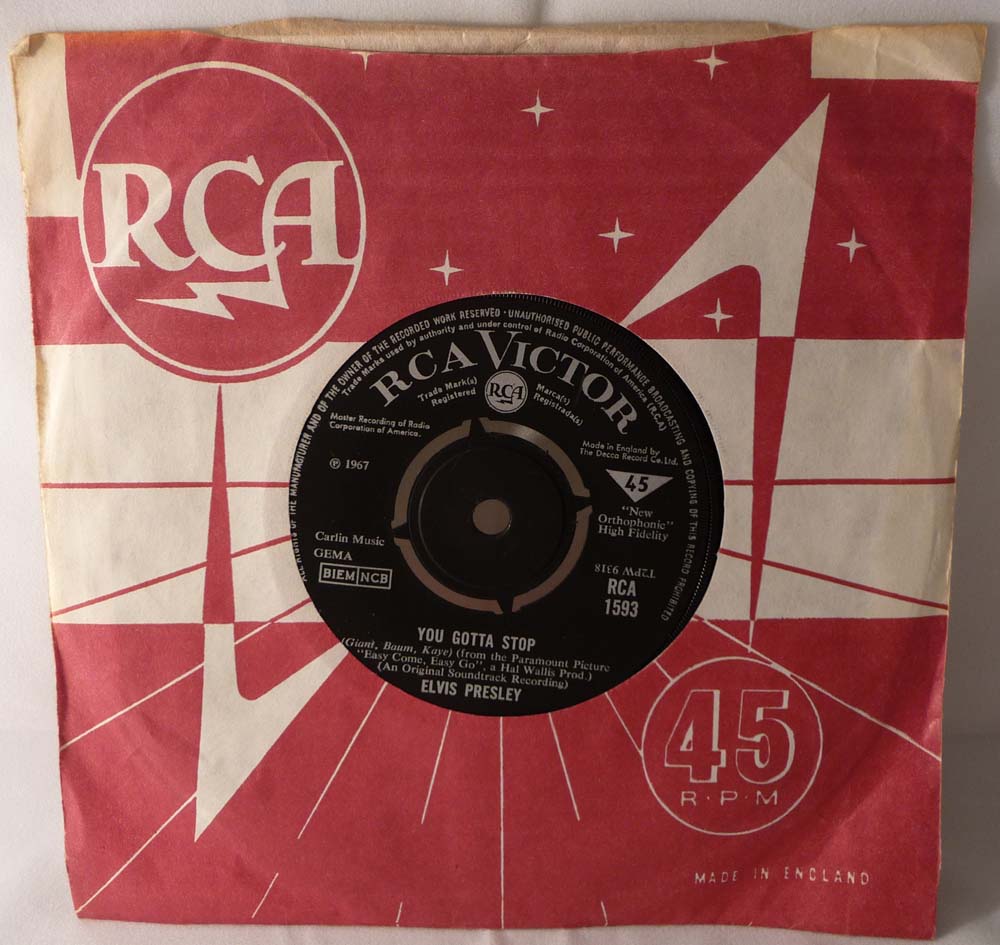 RCA
ALL RIGHTS OF THE MANUFACTURER AND OF THE OWNER OF THE RECORDED WORK RESERVED · UNAUTHORISED PUBLIC PERFORMANCE BROADCASTING AND COPYING OF THIS RECORD PROHIBITED
Trade Marks used by authority and under control of Radio Corporation of America (R.C.A)
RCA VICTOR
Trade Mark(s)
Registered
RCA
Marca(s)
Registrada(s)
Master Recording of Radio
Corporation of America.
Made in England by
The Decca Record Co. Ltd.
℗ 1967
45
"New
Orthophonic"
High Fidelity
Carlin Music
GEMA
BIEM NCB
T2PW 9318
RCA
1593
YOU GOTTA STOP
(Giant, Baum, Kaye) (from the Paramount Picture
"Easy Come, Easy Go", a Hal Wallis Prod.)
(An Original Soundtrack Recording)
ELVIS PRESLEY
45
R·P·M
MADE IN ENGLAND